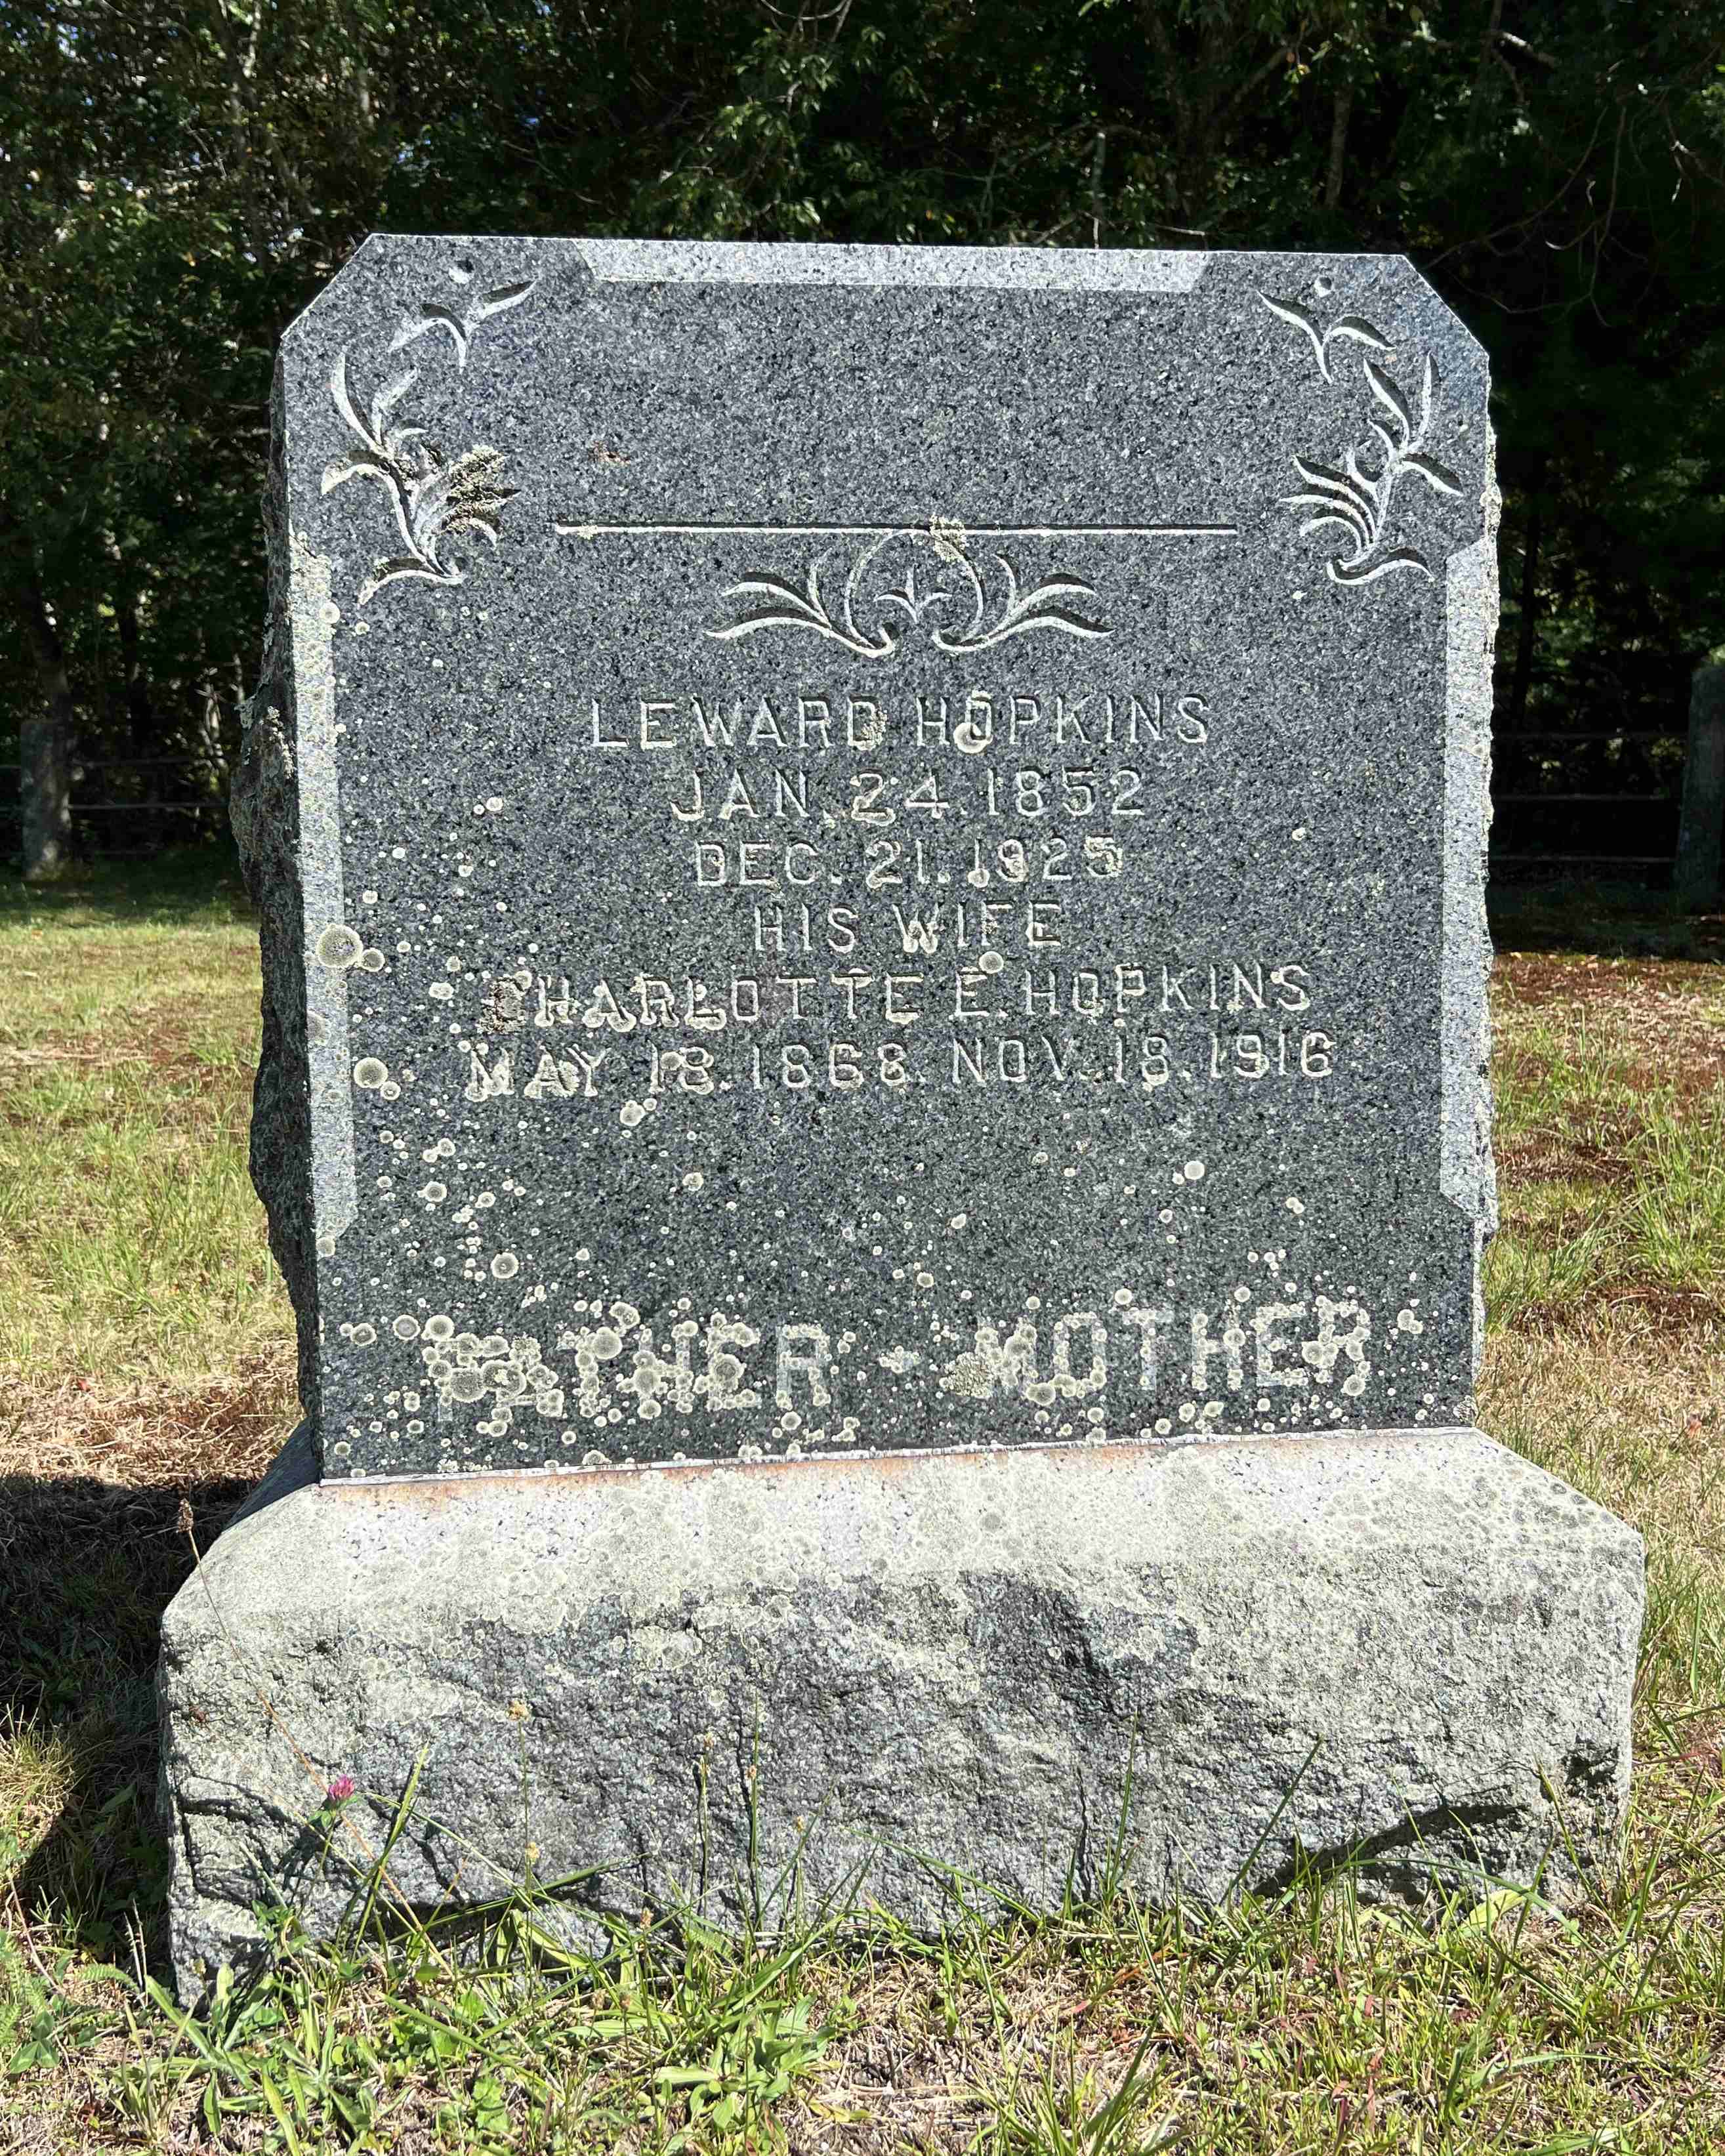 LEWARD HOPKINS
JAN. 24. 1852
DEC. 21. 1925
HIS WIFE
CHARLOTTE E. HOPKINS
MAY 18. 1868. NOV. 18. 1916
FATHER - MOTHER